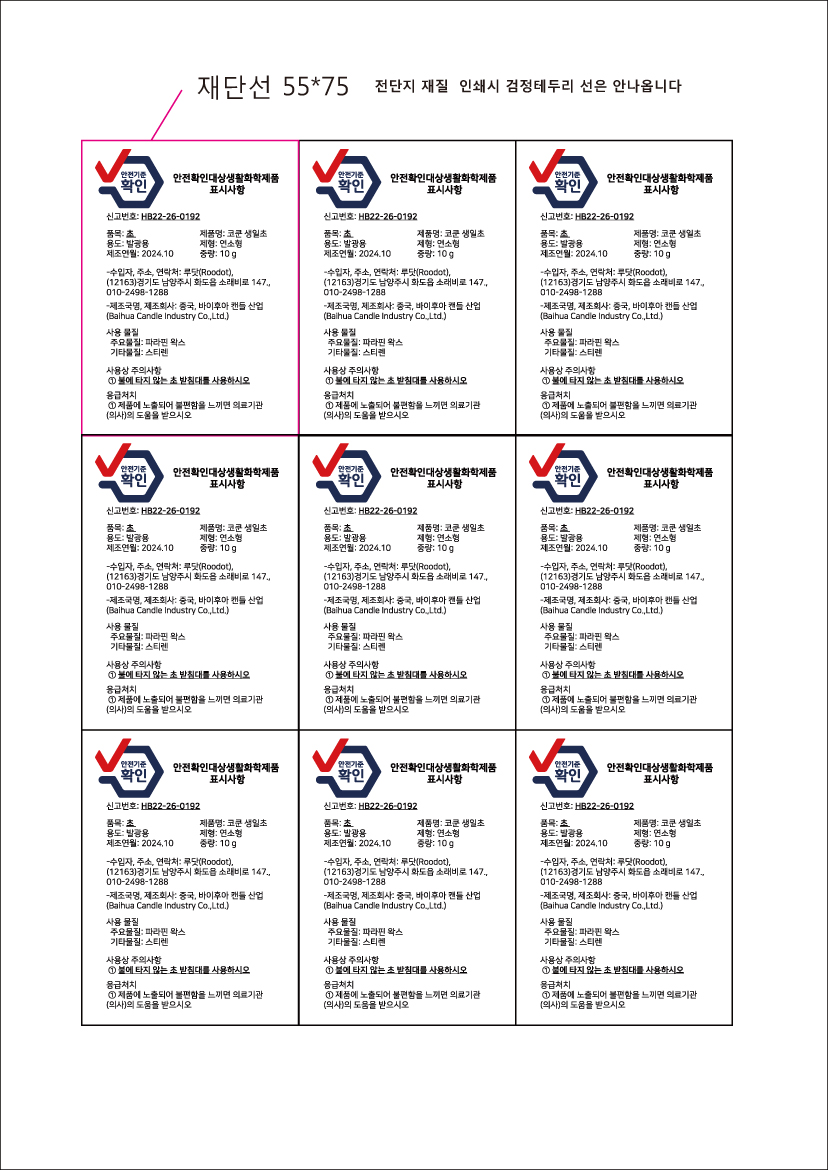 재단선 55*75 전단지 재질 인쇄시 검정테두리 선은 안나옵니다
안전기준
확인
안전확인대상생활화학제품
표시사항
신고번호: HB22-26-0192
품목: 초 제품명: 코쿤 생일초
용도: 발광용 제형: 연소형
제조연월: 2024.10 중량: 10 g
-수입자, 주소, 연락처: 루닷(Roodot),
(12163)경기도 남양주시 화도읍 소래비로 147.,
010-2498-1288
-제조국명, 제조회사: 중국, 바이후아 캔들 산업
(Baihua Candle Industry Co.,Ltd.)
사용 물질
주요물질: 파라핀 왁스
기타물질: 스티렌
사용상 주의사항
① 불에 타지 않는 초 받침대를 사용하시오
응급처치
① 제품에 노출되어 불편함을 느끼면 의료기관
(의사)의 도움을 받으시오
안전기준
확인
안전확인대상생활화학제품
표시사항
신고번호: HB22-26-0192
품목: 초 제품명: 코쿤 생일초
용도: 발광용 제형: 연소형
제조연월: 2024.10 중량: 10 g
-수입자, 주소, 연락처: 루닷(Roodot),
(12163)경기도 남양주시 화도읍 소래비로 147.,
010-2498-1288
-제조국명, 제조회사: 중국, 바이후아 캔들 산업
(Baihua Candle Industry Co.,Ltd.)
사용 물질
주요물질: 파라핀 왁스
기타물질: 스티렌
사용상 주의사항
① 불에 타지 않는 초 받침대를 사용하시오
응급처치
① 제품에 노출되어 불편함을 느끼면 의료기관
(의사)의 도움을 받으시오
안전기준
확인
안전확인대상생활화학제품
표시사항
신고번호: HB22-26-0192
품목: 초 제품명: 코쿤 생일초
용도: 발광용 제형: 연소형
제조연월: 2024.10 중량: 10 g
-수입자, 주소, 연락처: 루닷(Roodot),
(12163)경기도 남양주시 화도읍 소래비로 147.,
010-2498-1288
-제조국명, 제조회사: 중국, 바이후아 캔들 산업
(Baihua Candle Industry Co.,Ltd.)
사용 물질
주요물질: 파라핀 왁스
기타물질: 스티렌
사용상 주의사항
① 불에 타지 않는 초 받침대를 사용하시오
응급처치
① 제품에 노출되어 불편함을 느끼면 의료기관
(의사)의 도움을 받으시오
안전기준
확인
안전확인대상생활화학제품
표시사항
신고번호: HB22-26-0192
품목: 초 제품명: 코쿤 생일초
용도: 발광용 제형: 연소형
제조연월: 2024.10 중량: 10 g
-수입자, 주소, 연락처: 루닷(Roodot),
(12163)경기도 남양주시 화도읍 소래비로 147.,
010-2498-1288
-제조국명, 제조회사: 중국, 바이후아 캔들 산업
(Baihua Candle Industry Co.,Ltd.)
사용 물질
주요물질: 파라핀 왁스
기타물질: 스티렌
사용상 주의사항
① 불에 타지 않는 초 받침대를 사용하시오
응급처치
① 제품에 노출되어 불편함을 느끼면 의료기관
(의사)의 도움을 받으시오
안전기준
확인
안전확인대상생활화학제품
표시사항
신고번호: HB22-26-0192
품목: 초 제품명: 코쿤 생일초
용도: 발광용 제형: 연소형
제조연월: 2024.10 중량: 10 g
-수입자, 주소, 연락처: 루닷(Roodot),
(12163)경기도 남양주시 화도읍 소래비로 147.,
010-2498-1288
-제조국명, 제조회사: 중국, 바이후아 캔들 산업
(Baihua Candle Industry Co.,Ltd.)
사용 물질
주요물질: 파라핀 왁스
기타물질: 스티렌
사용상 주의사항
① 불에 타지 않는 초 받침대를 사용하시오
응급처치
① 제품에 노출되어 불편함을 느끼면 의료기관
(의사)의 도움을 받으시오
안전기준
확인
안전확인대상생활화학제품
표시사항
신고번호: HB22-26-0192
품목: 초 제품명: 코쿤 생일초
용도: 발광용 제형: 연소형
제조연월: 2024.10 중량: 10 g
-수입자, 주소, 연락처: 루닷(Roodot),
(12163)경기도 남양주시 화도읍 소래비로 147.,
010-2498-1288
-제조국명, 제조회사: 중국, 바이후아 캔들 산업
(Baihua Candle Industry Co.,Ltd.)
사용 물질
주요물질: 파라핀 왁스
기타물질: 스티렌
사용상 주의사항
① 불에 타지 않는 초 받침대를 사용하시오
응급처치
① 제품에 노출되어 불편함을 느끼면 의료기관
(의사)의 도움을 받으시오
안전기준
확인
안전확인대상생활화학제품
표시사항
신고번호: HB22-26-0192
품목: 초 제품명: 코쿤 생일초
용도: 발광용 제형: 연소형
제조연월: 2024.10 중량: 10 g
-수입자, 주소, 연락처: 루닷(Roodot),
(12163)경기도 남양주시 화도읍 소래비로 147.,
010-2498-1288
-제조국명, 제조회사: 중국, 바이후아 캔들 산업
(Baihua Candle Industry Co.,Ltd.)
사용 물질
주요물질: 파라핀 왁스
기타물질: 스티렌
사용상 주의사항
① 불에 타지 않는 초 받침대를 사용하시오
응급처치
① 제품에 노출되어 불편함을 느끼면 의료기관
(의사)의 도움을 받으시오
안전기준
확인
안전확인대상생활화학제품
표시사항
신고번호: HB22-26-0192
품목: 초 제품명: 코쿤 생일초
용도: 발광용 제형: 연소형
제조연월: 2024.10 중량: 10 g
-수입자, 주소, 연락처: 루닷(Roodot),
(12163)경기도 남양주시 화도읍 소래비로 147.,
010-2498-1288
-제조국명, 제조회사: 중국, 바이후아 캔들 산업
(Baihua Candle Industry Co.,Ltd.)
사용 물질
주요물질: 파라핀 왁스
기타물질: 스티렌
사용상 주의사항
① 불에 타지 않는 초 받침대를 사용하시오
응급처치
① 제품에 노출되어 불편함을 느끼면 의료기관
(의사)의 도움을 받으시오
안전기준
확인
안전확인대상생활화학제품
표시사항
신고번호: HB22-26-0192
품목: 초 제품명: 코쿤 생일초
용도: 발광용 제형: 연소형
제조연월: 2024.10 중량: 10 g
-수입자, 주소, 연락처: 루닷(Roodot),
(12163)경기도 남양주시 화도읍 소래비로 147.,
010-2498-1288
-제조국명, 제조회사: 중국, 바이후아 캔들 산업
(Baihua Candle Industry Co.,Ltd.)
사용 물질
주요물질: 파라핀 왁스
기타물질: 스티렌
사용상 주의사항
① 불에 타지 않는 초 받침대를 사용하시오
응급처치
① 제품에 노출되어 불편함을 느끼면 의료기관
(의사)의 도움을 받으시오